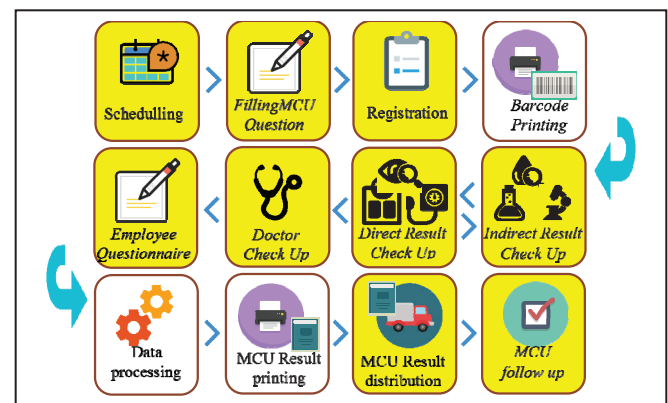 Schedulling
FillingMCU
Question
Registration
Barcode
Printing
Employee
Questionnaire
Doctor
Check Up
Direct Result
Check Up
Indirect Result
Check Up
Data
processing
MCU Result
printing
MCU Result
distribution
MCU
follow up